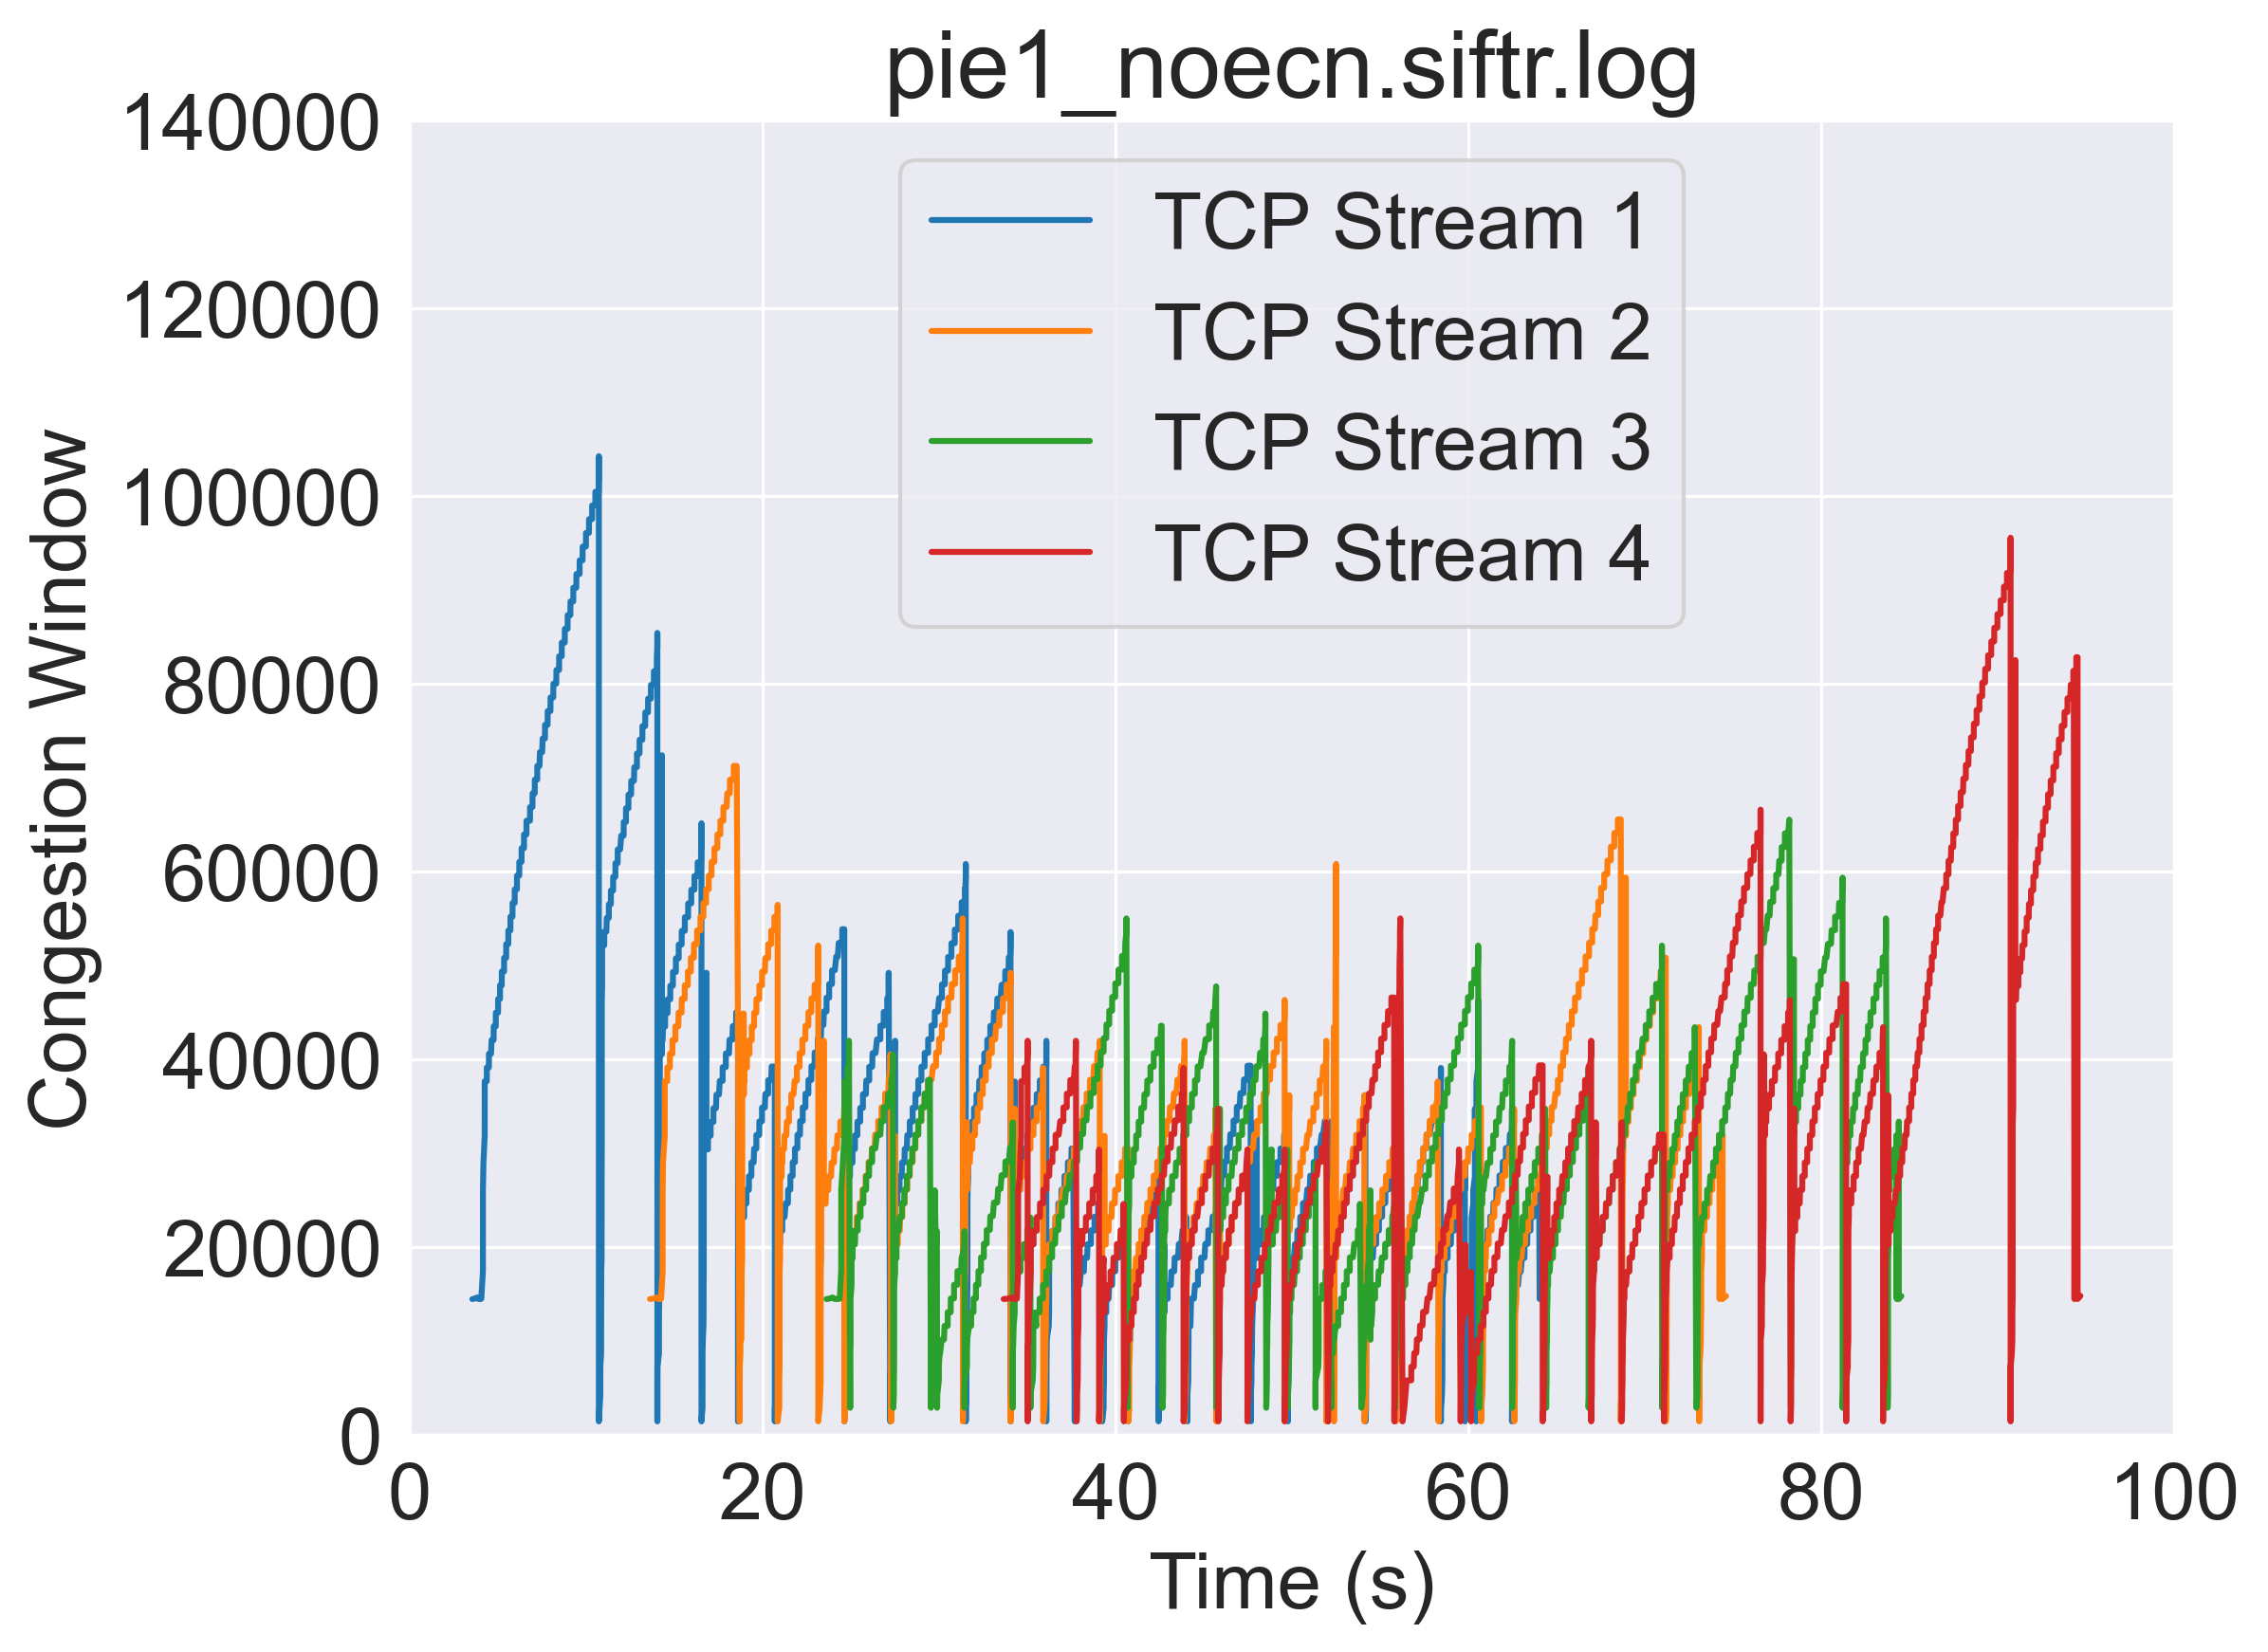 pie1_noecn.siftr.log
140000
120000
100000
80000
60000
40000
20000
0
Congestion Window
TCP Stream 1
TCP Stream 2
TCP Stream 3
TCP Stream 4
0 20 40 60 80 100
Time (s)